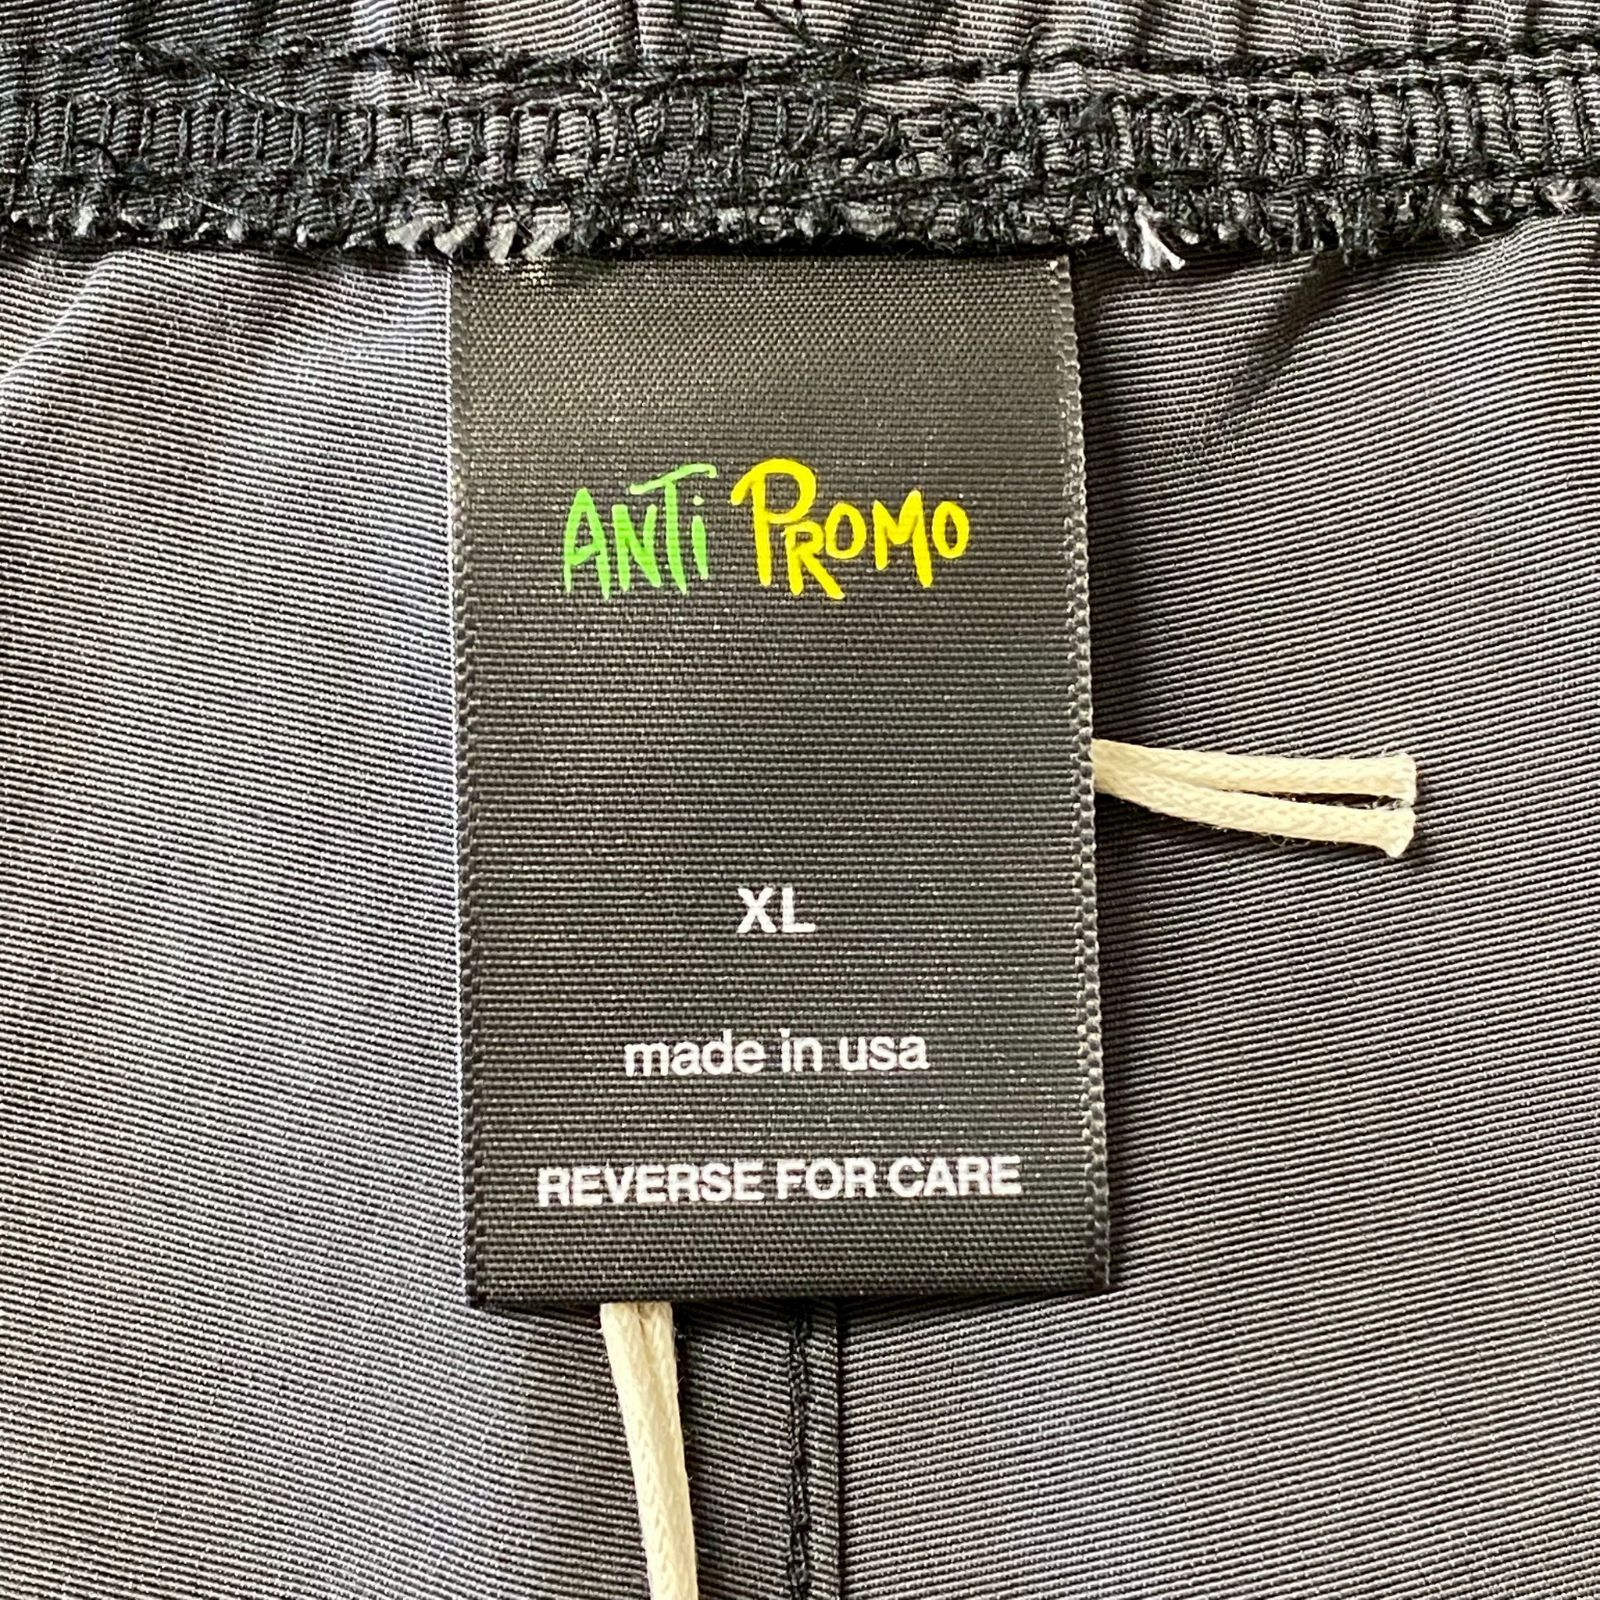 ANTi PROMO
XL
made in usa
REVERSE FOR CARE